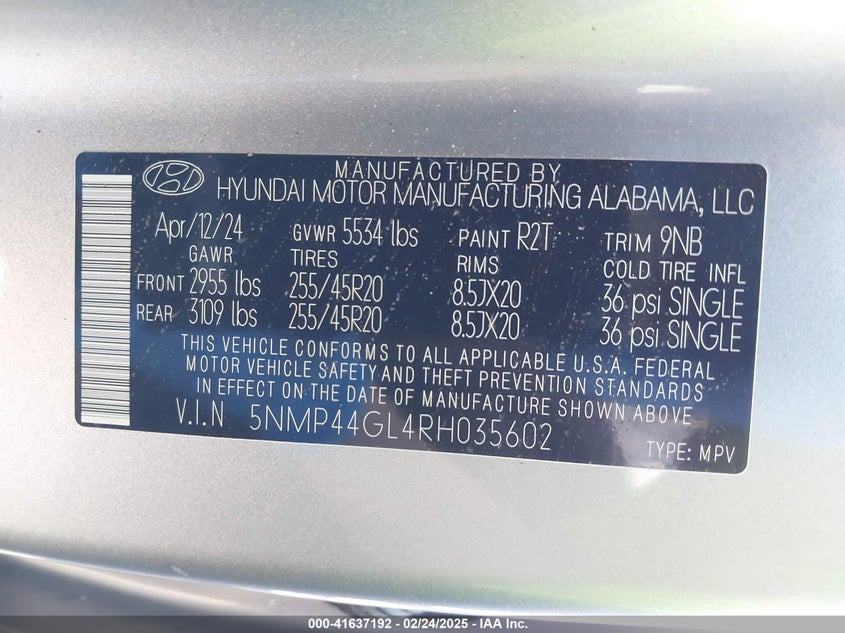 MANUFACTURED BY
HYUNDAI MOTOR MANUFACTURING ALABAMA, LLC
Apr/12/24 GVWR 5534 lbs PAINT R2T TRIM 9NB
GAWR TIRES RIMS COLD TIRE INFL
FRONT 2955 lbs 255/45R20 8.5JX20 36 psi SINGLE
REAR 3109 lbs 255/45R20 8.5JX20 36 psi SINGLE
THIS VEHICLE CONFORMS TO ALL APPLICABLE U.S.A. FEDERAL
MOTOR VEHICLE SAFETY AND THEFT PREVENTION STANDARDS
IN EFFECT ON THE DATE OF MANUFACTURE SHOWN ABOVE.
V.I.N 5NMP44GL4RH035602 TYPE: MPV
000-41637192 - 02/24/2025 - IAA Inc.